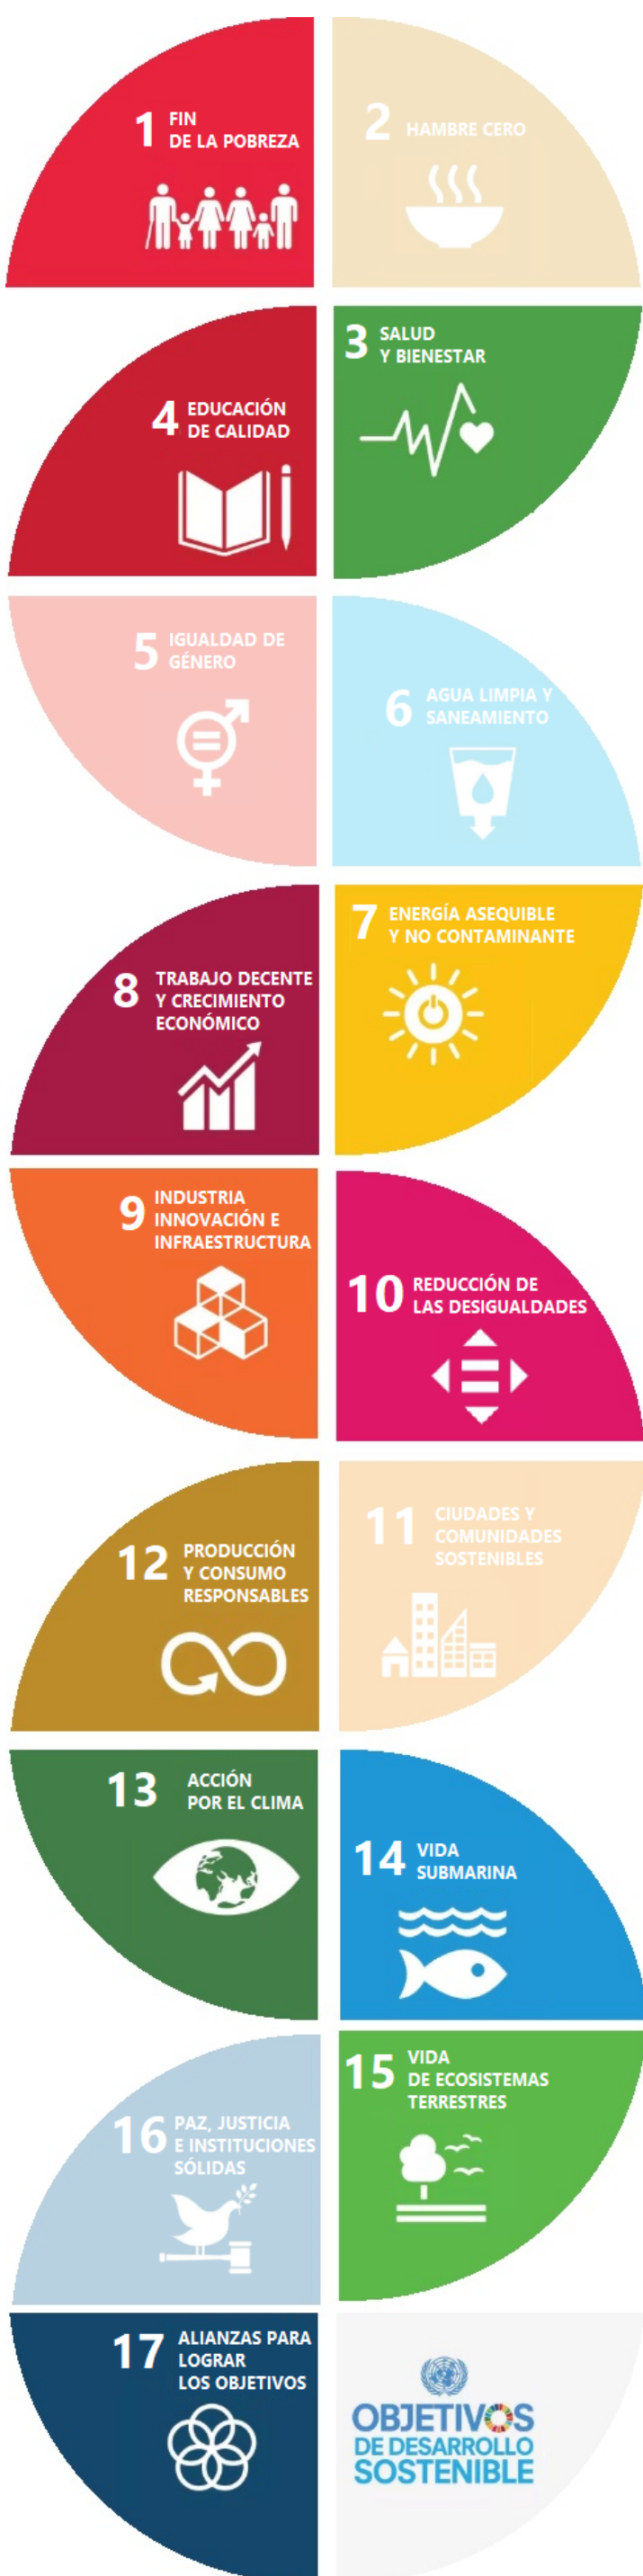 1 FIN
DE LA POBREZA
2 HAMBRE CERO
3 SALUD
Y BIENESTAR
4 EDUCACIÓN
DE CALIDAD
5 IGUALDAD DE
GÉNERO
6 AGUA LIMPIA Y
SANEAMIENTO
7 ENERGÍA ASEQUIBLE
Y NO CONTAMINANTE
8 TRABAJO DECENTE
Y CRECIMIENTO
ECONÓMICO
9 INDUSTRIA
INNOVACIÓN E
INFRAESTRUCTURA
10 REDUCCIÓN DE
LAS DESIGUALDADES
11 CIUDADES Y
COMUNIDADES
SOSTENIBLES
12 PRODUCCIÓN
Y CONSUMO
RESPONSABLES
13 ACCIÓN
POR EL CLIMA
14 VIDA
SUBMARINA
15 VIDA
DE ECOSISTEMAS
TERRESTRES
16 PAZ, JUSTICIA
E INSTITUCIONES
SÓLIDAS
17 ALIANZAS PARA
LOGRAR
LOS OBJETIVOS
OBJETIVOS
DE DESARROLLO
SOSTENIBLE